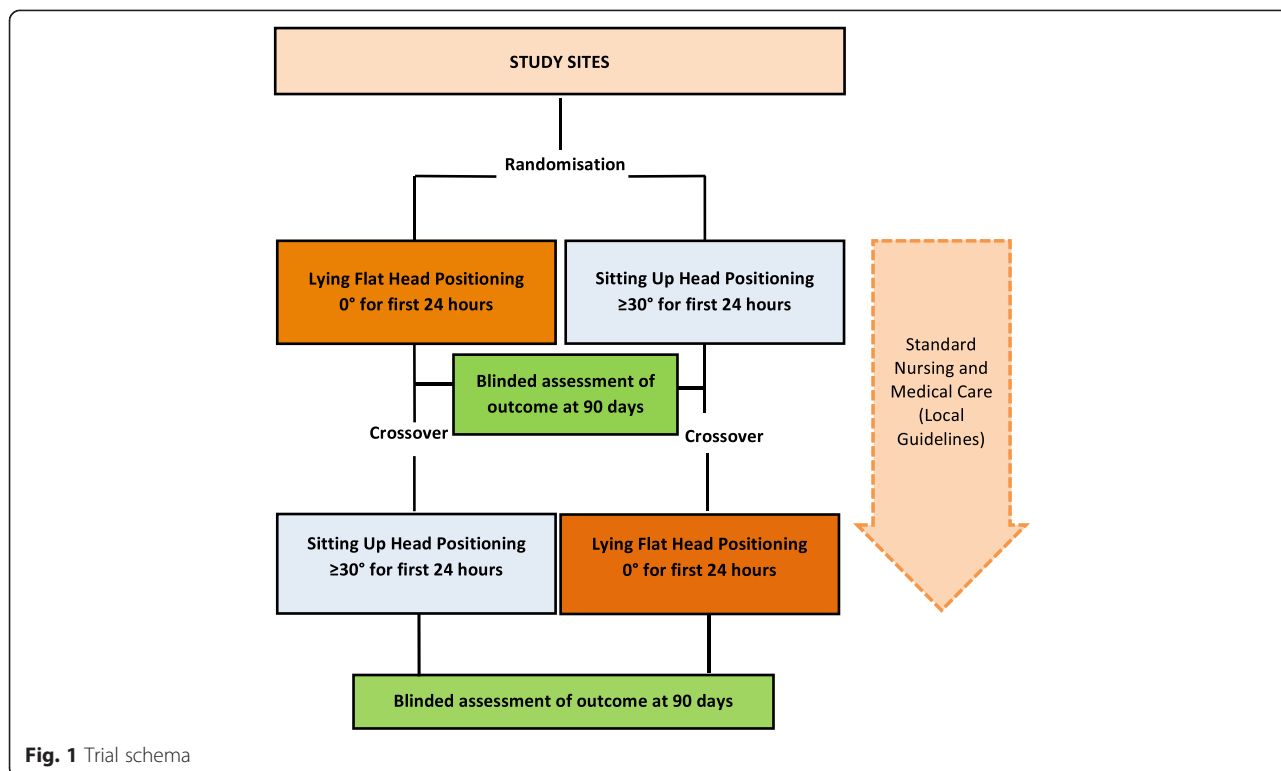 STUDY SITES
Randomisation
Lying Flat Head Positioning
0° for first 24 hours
Sitting Up Head Positioning
≥30° for first 24 hours
Standard
Nursing and
Medical Care
(Local
Guidelines)
Blinded assessment of
outcome at 90 days
Crossover
Crossover
Sitting Up Head Positioning
≥30° for first 24 hours
Lying Flat Head Positioning
0° for first 24 hours
Blinded assessment of outcome at 90 days
Fig. 1 Trial schema